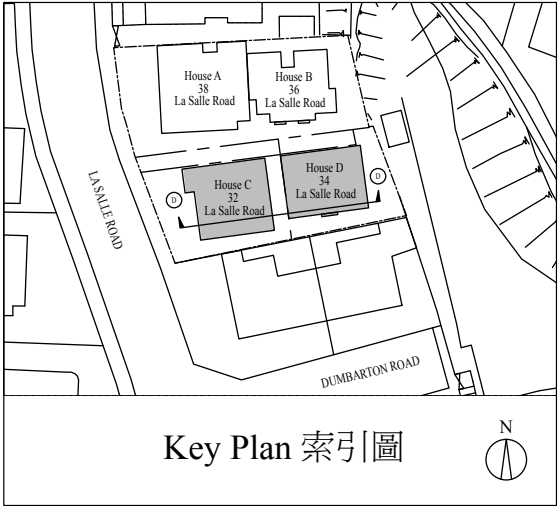 House A
38
La Salle Road
House B
36
La Salle Road
House C
32
La Salle Road
House D
34
La Salle Road
D
D
LA SALLE ROAD
DUMBARTON ROAD
Key Plan 索引圖
N